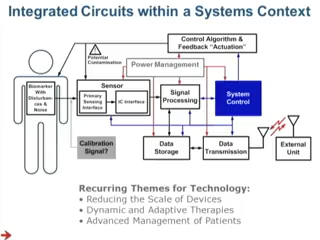 Integrated Circuits within a Systems Context
Control Algorithm &
Feedback "Actuation"
Potential
Contamination
Power Management
Biomarker
With
Disturban-
ces &
Noise
Sensor
Primary
Sensing
Interface
IC Interface
Signal
Processing
System
Control
Calibration
Signal?
Data
Storage
Data
Transmission
External
Unit
Recurring Themes for Technology:
• Reducing the Scale of Devices
• Dynamic and Adaptive Therapies
• Advanced Management of Patients